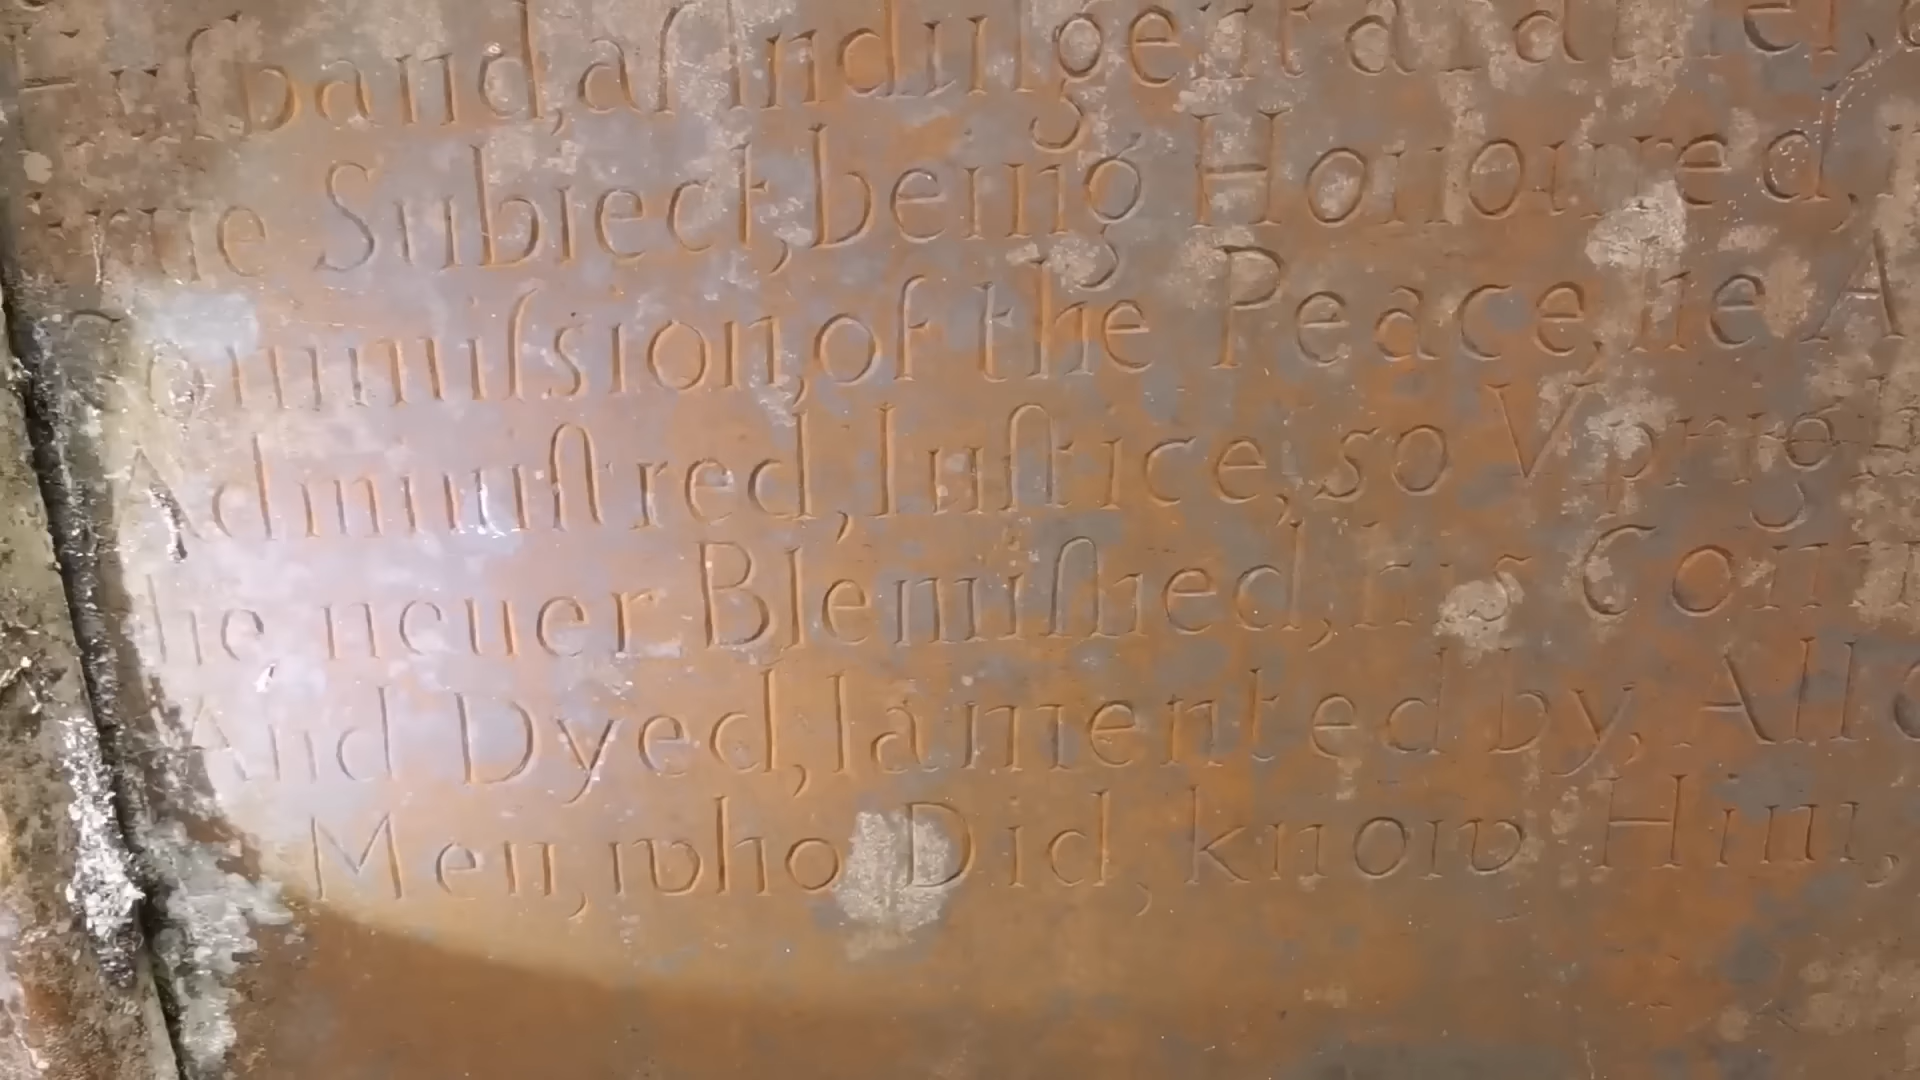 Huſband, aſ Indulgent a Father,
true Subiect, being Honoured,
Commiſsion, of the Peace, he
Adminiſtred, Iuſtice, so Vpright
he neuer Blemiſhed, his
And Dyed, lamented by, All
Men, who Did, know Him,